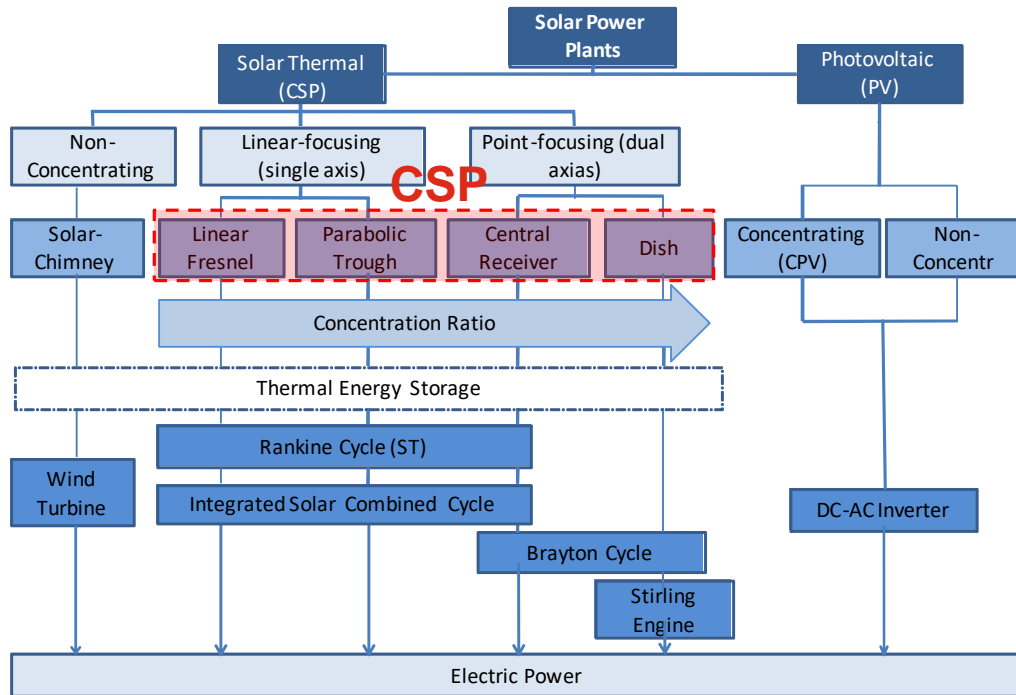 Solar Power
Plants
Solar Thermal
(CSP)
Photovoltaic
(PV)
Non-
Concentrating
Linear-focusing
(single axis)
Point-focusing (dual
axias)
CSP
Solar-
Chimney
Linear
Fresnel
Parabolic
Trough
Central
Receiver
Dish
Concentrating
(CPV)
Non-
Concentr
Concentration Ratio
Thermal Energy Storage
Rankine Cycle (ST)
Wind
Turbine
Integrated Solar Combined Cycle
DC-AC Inverter
Brayton Cycle
Stirling
Engine
Electric Power